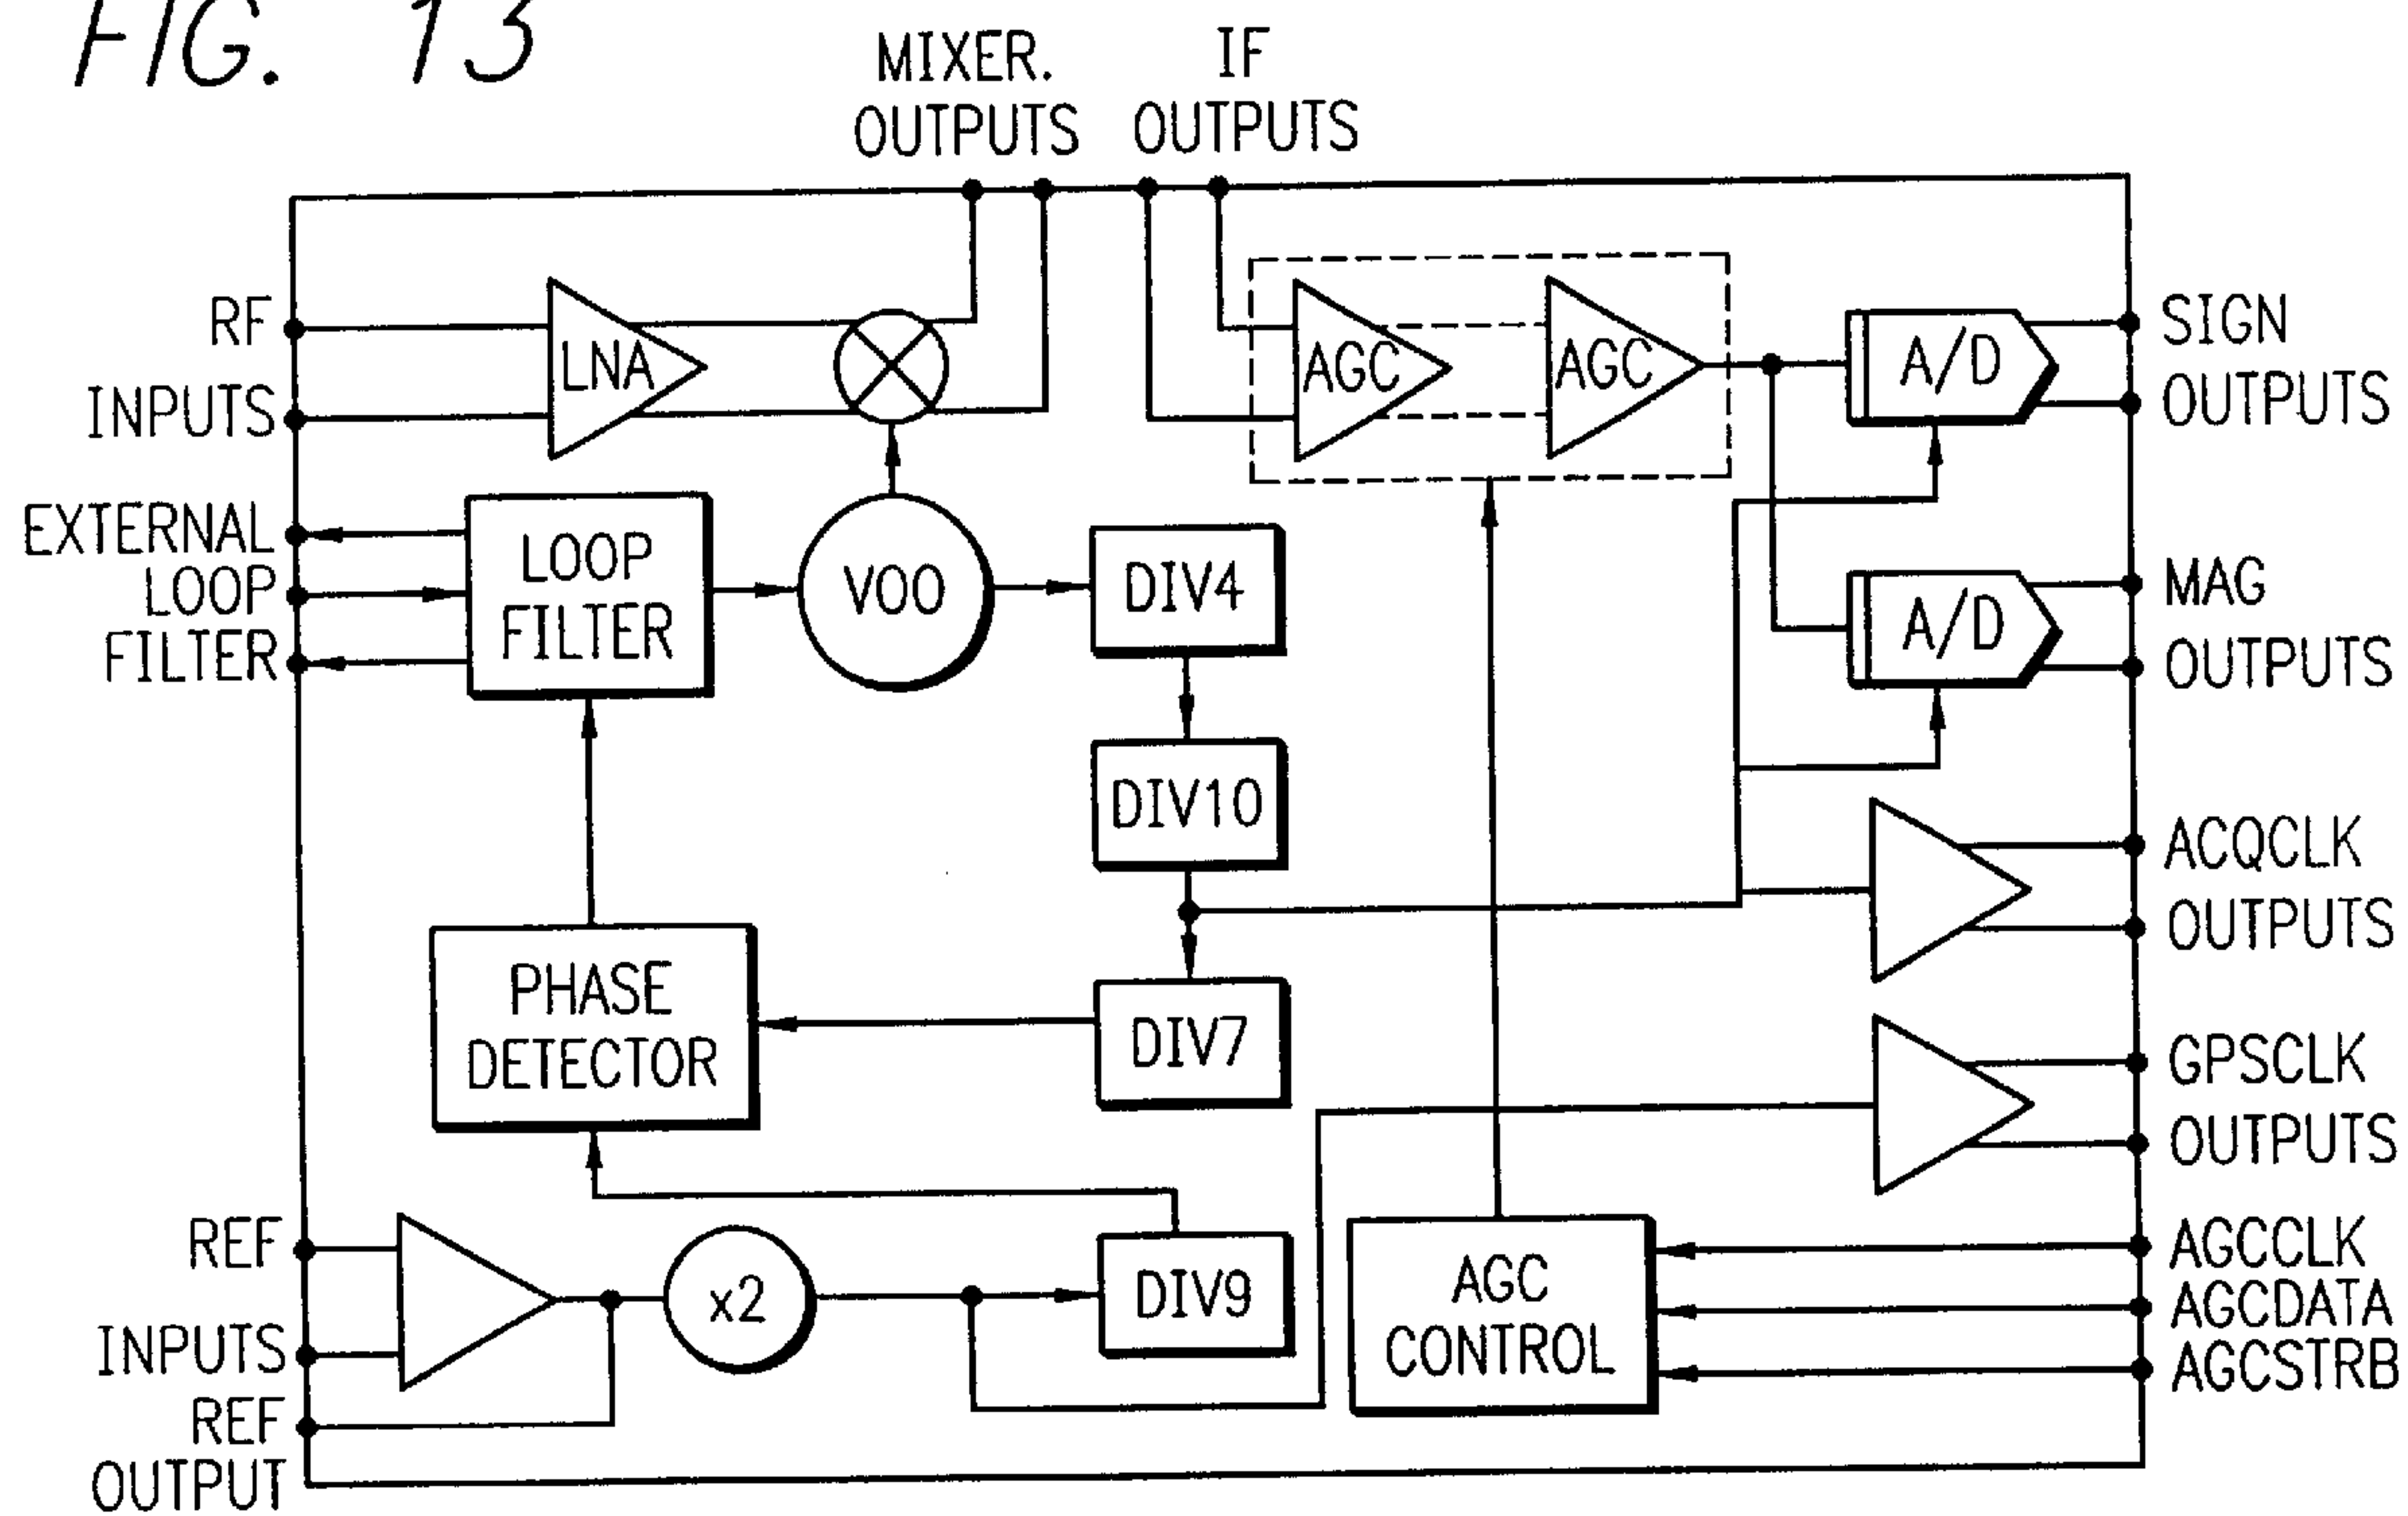 FIG. 13
MIXER.
OUTPUTS
IF
OUTPUTS
RF
INPUTS
LNA
AGC
AGC
A/D
SIGN
OUTPUTS
EXTERNAL
LOOP
FILTER
LOOP
FILTER
VOO
DIV4
A/D
MAG
OUTPUTS
DIV10
ACQCLK
OUTPUTS
PHASE
DETECTOR
DIV7
GPSCLK
OUTPUTS
REF
INPUTS
REF
OUTPUT
x2
DIV9
AGC
CONTROL
AGCCLK
AGCDATA
AGCSTRB